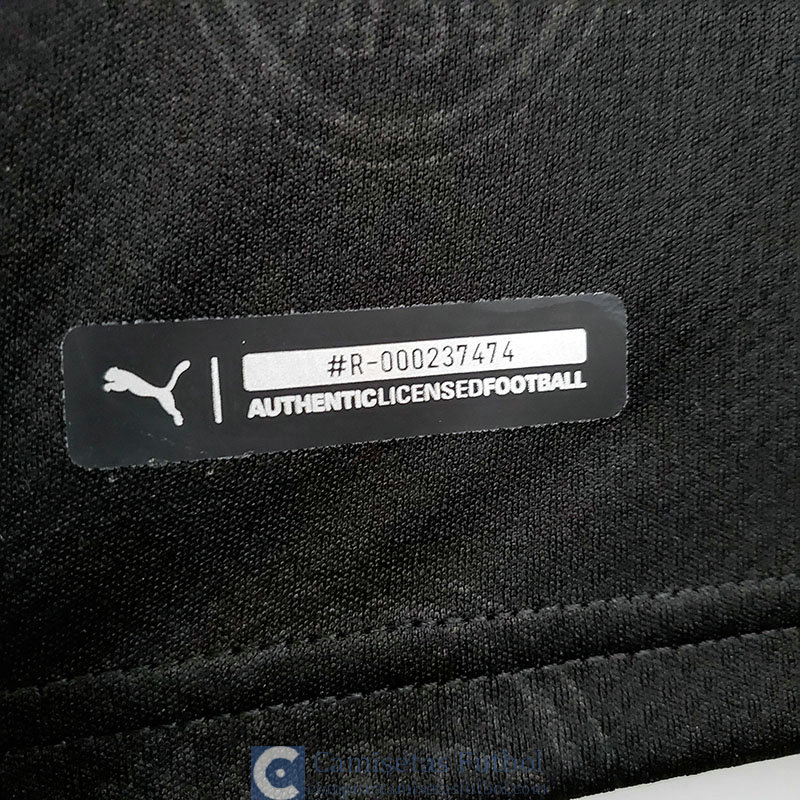 #R-000237474
AUTHENTICLICENSEDFOOTBALL
Camisetas Futbol